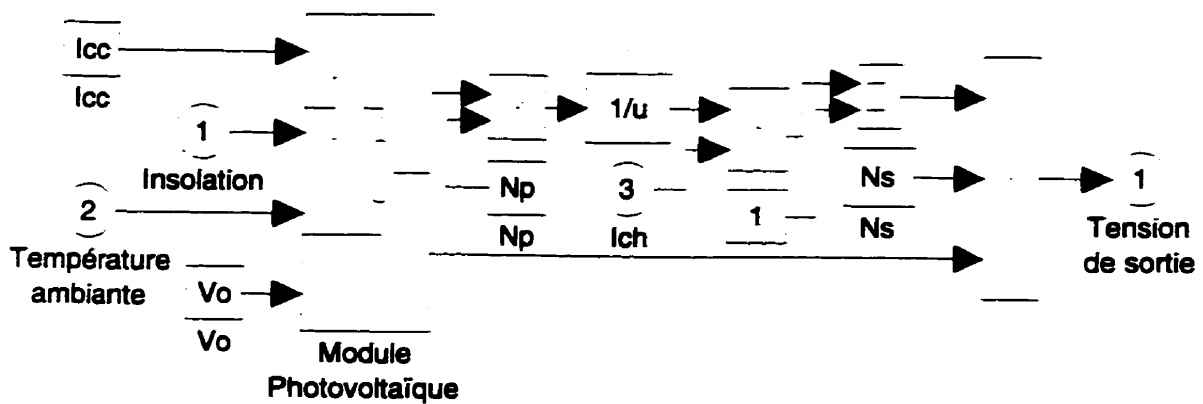 Icc
Icc
1
Insolation
2
Température
ambiante
Vo
Vo
Module
Photovoltaïque
Np
Np
1/u
3
Ich
1
Ns
Ns
1
Tension
de sortie